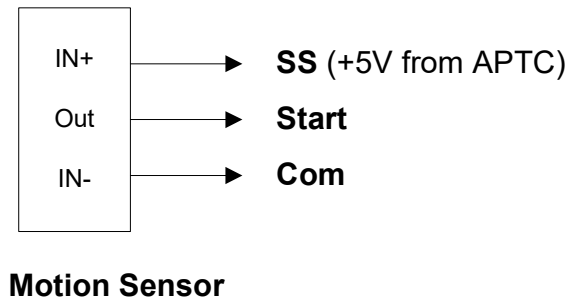 IN+ SS (+5V from APTC)
Out Start
IN- Com
Motion Sensor